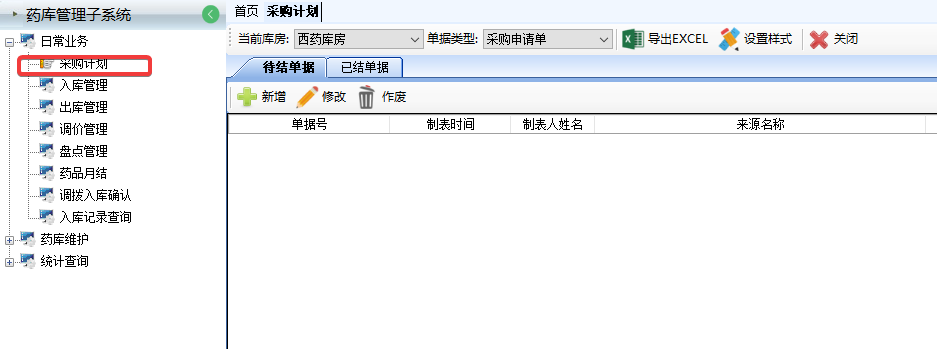 药库管理子系统
首页 采购计划
日常业务
采购计划
入库管理
出库管理
调价管理
盘点管理
药品月结
调拨入库确认
入库记录查询
药库维护
统计查询
当前库房: 西药库房 单据类型: 采购申请单 导出EXCEL 设置样式 关闭
待结单据 已结单据
新增 修改 作废
单据号 制表时间 制表人姓名 来源名称